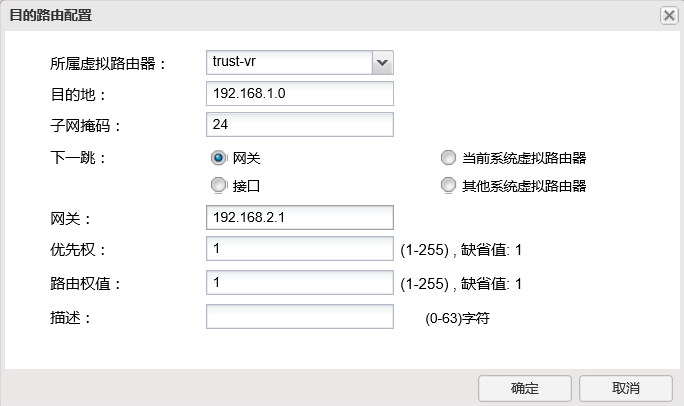 目的路由配置
所属虚拟路由器： trust-vr
目的地： 192.168.1.0
子网掩码： 24
下一跳： 网关 当前系统虚拟路由器
接口 其他系统虚拟路由器
网关： 192.168.2.1
优先权： 1 (1-255) , 缺省值: 1
路由权值： 1 (1-255) , 缺省值: 1
描述： (0-63)字符
确定 取消